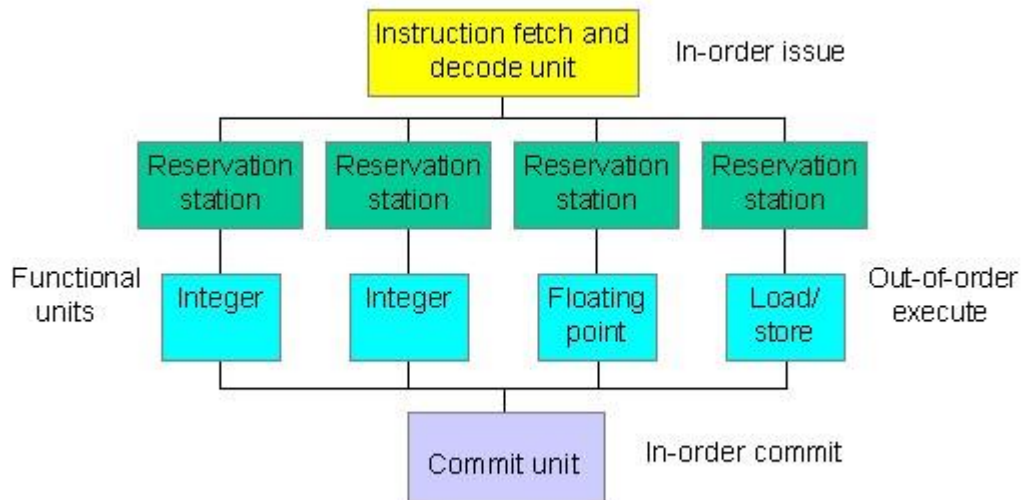 Instruction fetch and
decode unit
In-order issue
Reservation
station
Reservation
station
Reservation
station
Reservation
station
Functional
units
Integer
Integer
Floating
point
Load/
store
Out-of-order
execute
Commit unit
In-order commit